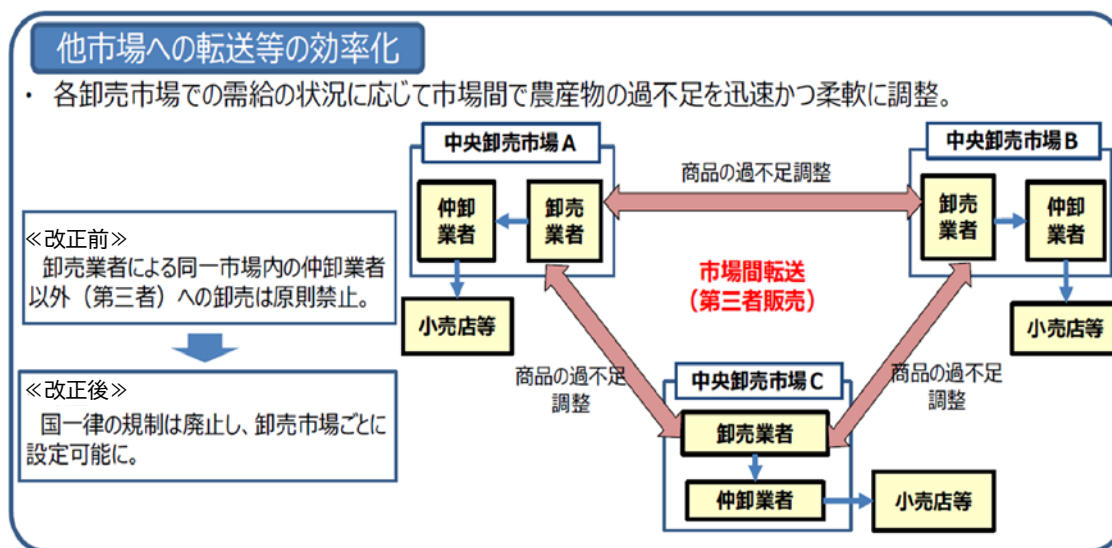 他市場への転送等の効率化
・ 各卸売市場での需給の状況に応じて市場間で農産物の過不足を迅速かつ柔軟に調整。
≪改正前≫
卸売業者による同一市場内の仲卸業者
以外（第三者）への卸売は原則禁止。
≪改正後≫
国一律の規制は廃止し、卸売市場ごとに
設定可能に。
中央卸売市場A
仲卸
業者
卸売
業者
小売店等
商品の過不足調整
中央卸売市場B
卸売
業者
仲卸
業者
小売店等
市場間転送
（第三者販売）
商品の過不足
調整
商品の過不足
調整
中央卸売市場C
卸売業者
仲卸業者
小売店等